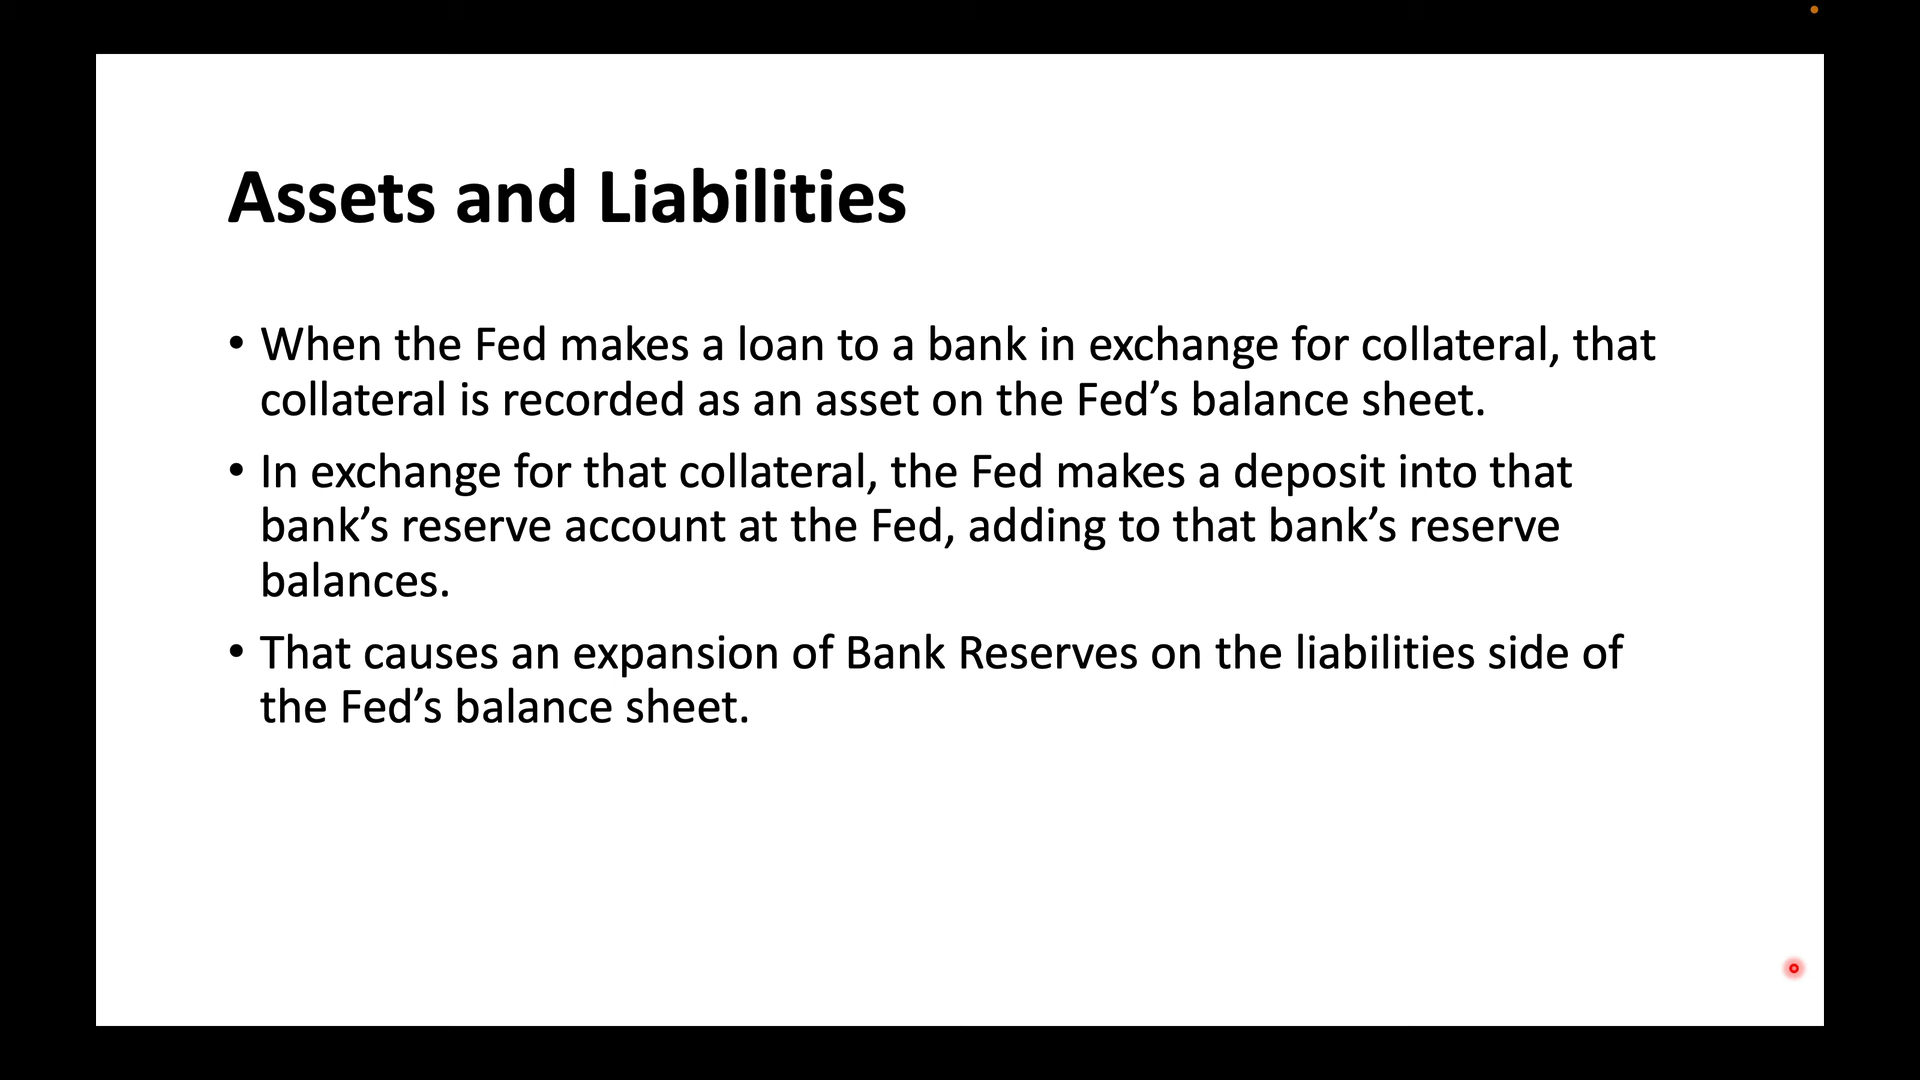 Assets and Liabilities
• When the Fed makes a loan to a bank in exchange for collateral, that
collateral is recorded as an asset on the Fed’s balance sheet.
• In exchange for that collateral, the Fed makes a deposit into that
bank’s reserve account at the Fed, adding to that bank’s reserve
balances.
• That causes an expansion of Bank Reserves on the liabilities side of
the Fed’s balance sheet.